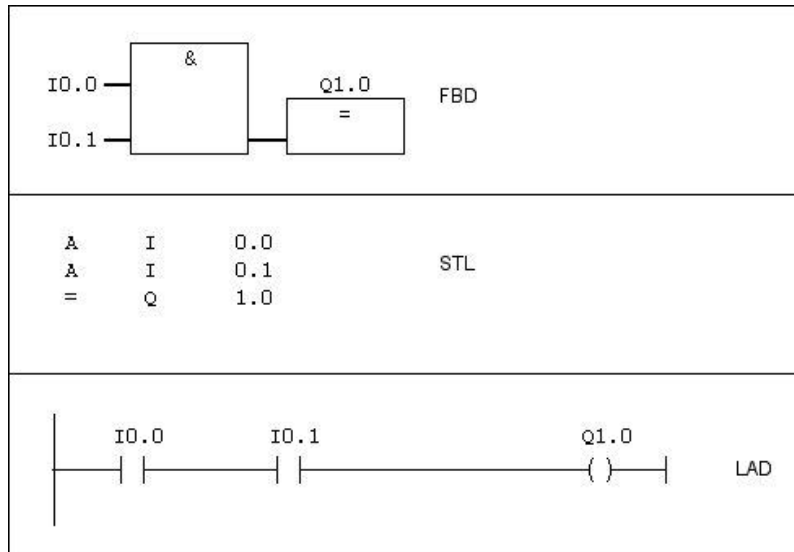 &
I0.0 Q1.0
= FBD
I0.1
A I 0.0
A I 0.1 STL
= Q 1.0
I0.0 I0.1 Q1.0
( ) LAD